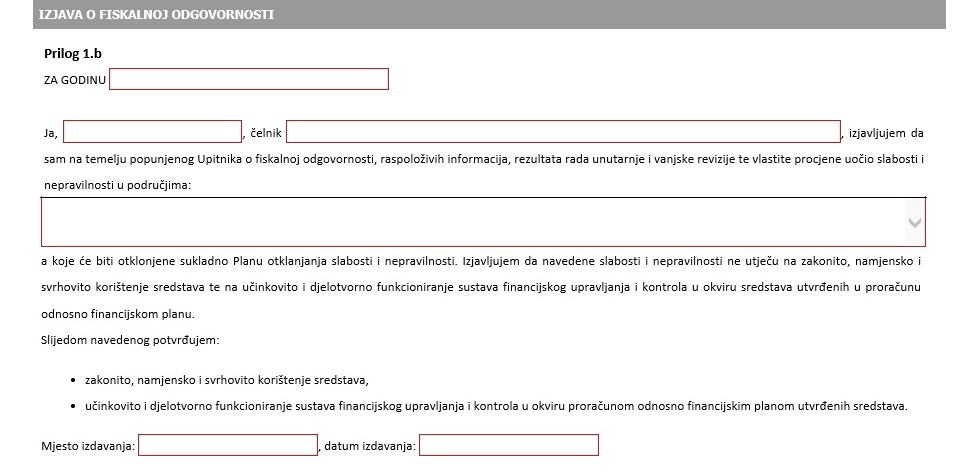 IZJAVA O FISKALNOJ ODGOVORNOSTI
Prilog 1.b
ZA GODINU
Ja, , čelnik , izjavljujem da
sam na temelju popunjenog Upitnika o fiskalnoj odgovornosti, raspoloživih informacija, rezultata rada unutarnje i vanjske revizije te vlastite procjene uočio slabosti i
nepravilnosti u područjima:
a koje će biti otklonjene sukladno Planu otklanjanja slabosti i nepravilnosti. Izjavljujem da navedene slabosti i nepravilnosti ne utječu na zakonito, namjensko i
svrhovito korištenje sredstava te na učinkovito i djelotvorno funkcioniranje sustava financijskog upravljanja i kontrola u okviru sredstava utvrđenih u proračunu
odnosno financijskom planu.
Slijedom navedenog potvrđujem:
• zakonito, namjensko i svrhovito korištenje sredstava,
• učinkovito i djelotvorno funkcioniranje sustava financijskog upravljanja i kontrola u okviru proračunom odnosno financijskim planom utvrđenih sredstava.
Mjesto izdavanja: , datum izdavanja: